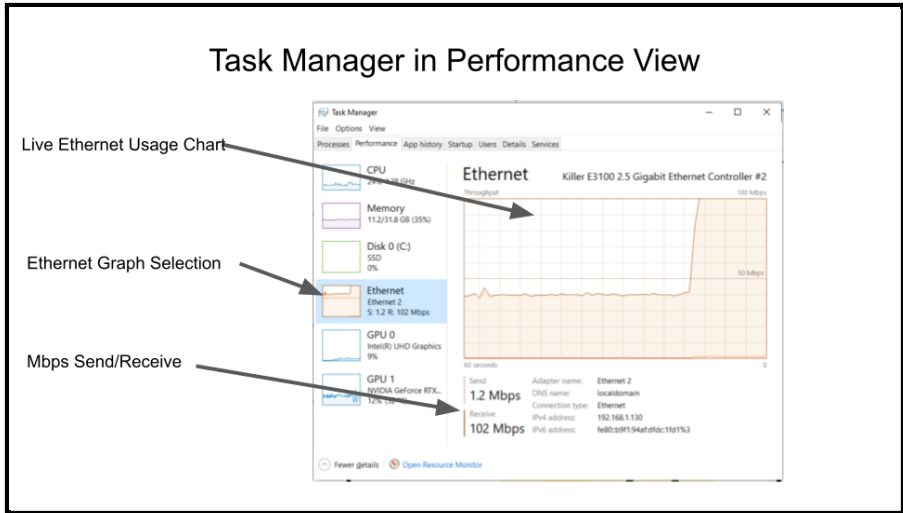 Task Manager in Performance View
Task Manager
File Options View
Processes Performance App history Startup Users Details Services
Live Ethernet Usage Chart
Ethernet Graph Selection
Mbps Send/Receive
CPU
GHz
Memory
11.2/31.8 GB (35%)
Disk 0 (C:)
SSD
0%
Ethernet
Ethernet 2
S: 1.2 R: 102 Mbps
GPU 0
Intel(R) UHD Graphics
9%
GPU 1
NVIDIA GeForce RTX...
12%
Ethernet
Killer E3100 2.5 Gigabit Ethernet Controller #2
Throughput
100 Mbps
50 Mbps
80 seconds
0
Send
1.2 Mbps
Receive
102 Mbps
Adapter name: Ethernet 2
DNS name: localdomain
Connection type: Ethernet
IPv4 address: 192.168.1.130
IPv6 address:
Fewer details
Open Resource Monitor